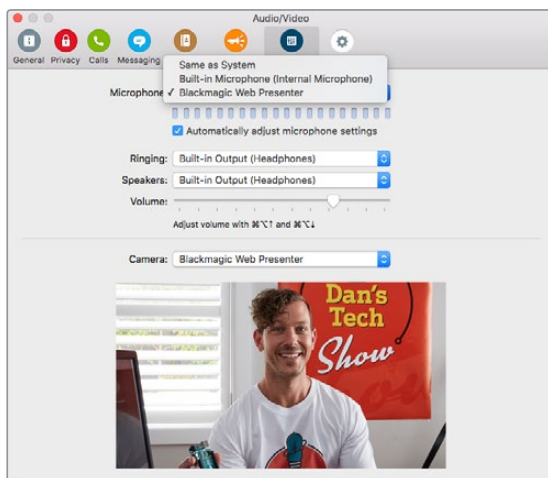 Audio/Video
General Privacy Calls Messaging
Same as System
Built-in Microphone (Internal Microphone)
Microphone: ✓ Blackmagic Web Presenter
Automatically adjust microphone settings
Ringing: Built-in Output (Headphones)
Speakers: Built-in Output (Headphones)
Volume:
Adjust volume with ⌘⌥↑ and ⌘⌥↓
Camera: Blackmagic Web Presenter
Dan's
Tech
Show